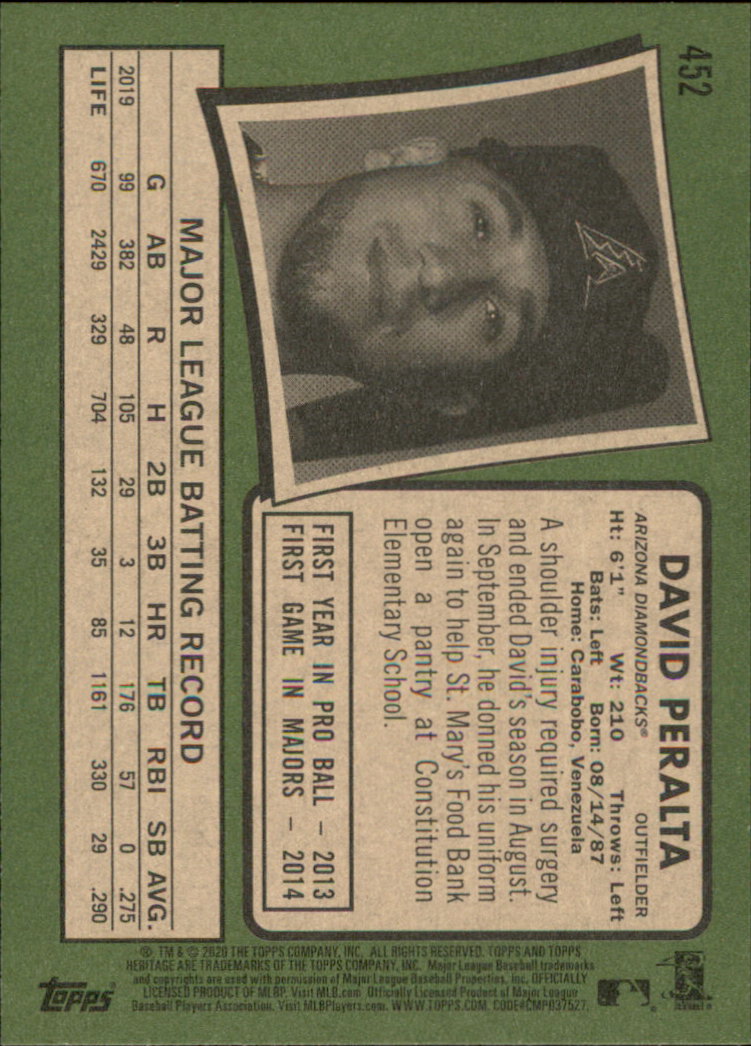 452
DAVID PERALTA
ARIZONA DIAMONDBACKS® OUTFIELDER
Ht: 6'1" Wt: 210 Throws: Left
Bats: Left Born: 08/14/87
Home: Carabobo, Venezuela
A shoulder injury required surgery
and ended David's season in August.
In September, he donned his uniform
again to help St. Mary's Food Bank
open a pantry at Constitution
Elementary School.
FIRST YEAR IN PRO BALL – 2013
FIRST GAME IN MAJORS – 2014
MAJOR LEAGUE BATTING RECORD
G AB R H 2B 3B HR TB RBI SB AVG.
2019 99 382 48 105 29 3 12 176 57 0 .275
LIFE 670 2429 329 704 132 35 85 1161 330 29 .290
® TM & © 2020 THE TOPPS COMPANY, INC. ALL RIGHTS RESERVED. TOPPS AND TOPPS
HERITAGE ARE TRADEMARKS OF THE TOPPS COMPANY, INC. Major League Baseball trademarks
and copyrights are used with permission of Major League Baseball Properties, Inc. OFFICIALLY
LICENSED PRODUCT OF MLBP. Visit MLB.com Officially Licensed Product of Major League
Baseball Players Association. Visit MLBPlayers.com. WWW.TOPPS.COM. CODE#CMP037527.
topps